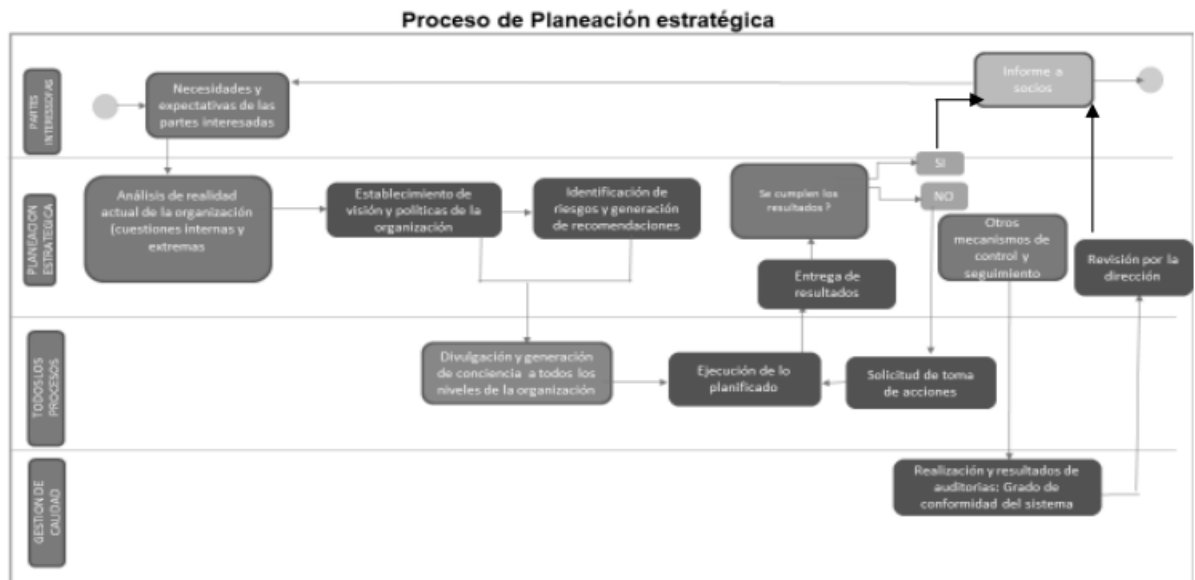 Proceso de Planeación estratégica
PARTES
INTERESSOFAS
Necesidades y
expectativas de las
partes interesadas
Informe a
socios
PLANEACION
ESTRATEGICA
Análisis de realidad
actual de la organización
(cuestiones internas y
extremas
Establecimiento de
visión y políticas de la
organización
Identificación de
riesgos y generación
de recomendaciones
Se cumplen los
resultados ?
SI
NO
Otros
mecanismos de
control y
seguimiento
Revisión por la
dirección
Entrega de
resultados
TODOS LOS
PROCESOS
Divulgación y generación
de conciencia a todos los
niveles de la organización
Ejecución de lo
planificado
Solicitud de toma
de acciones
GESTION DE
CAUDAD
Realización y resultados de
auditorias: Grado de
conformidad del sistema